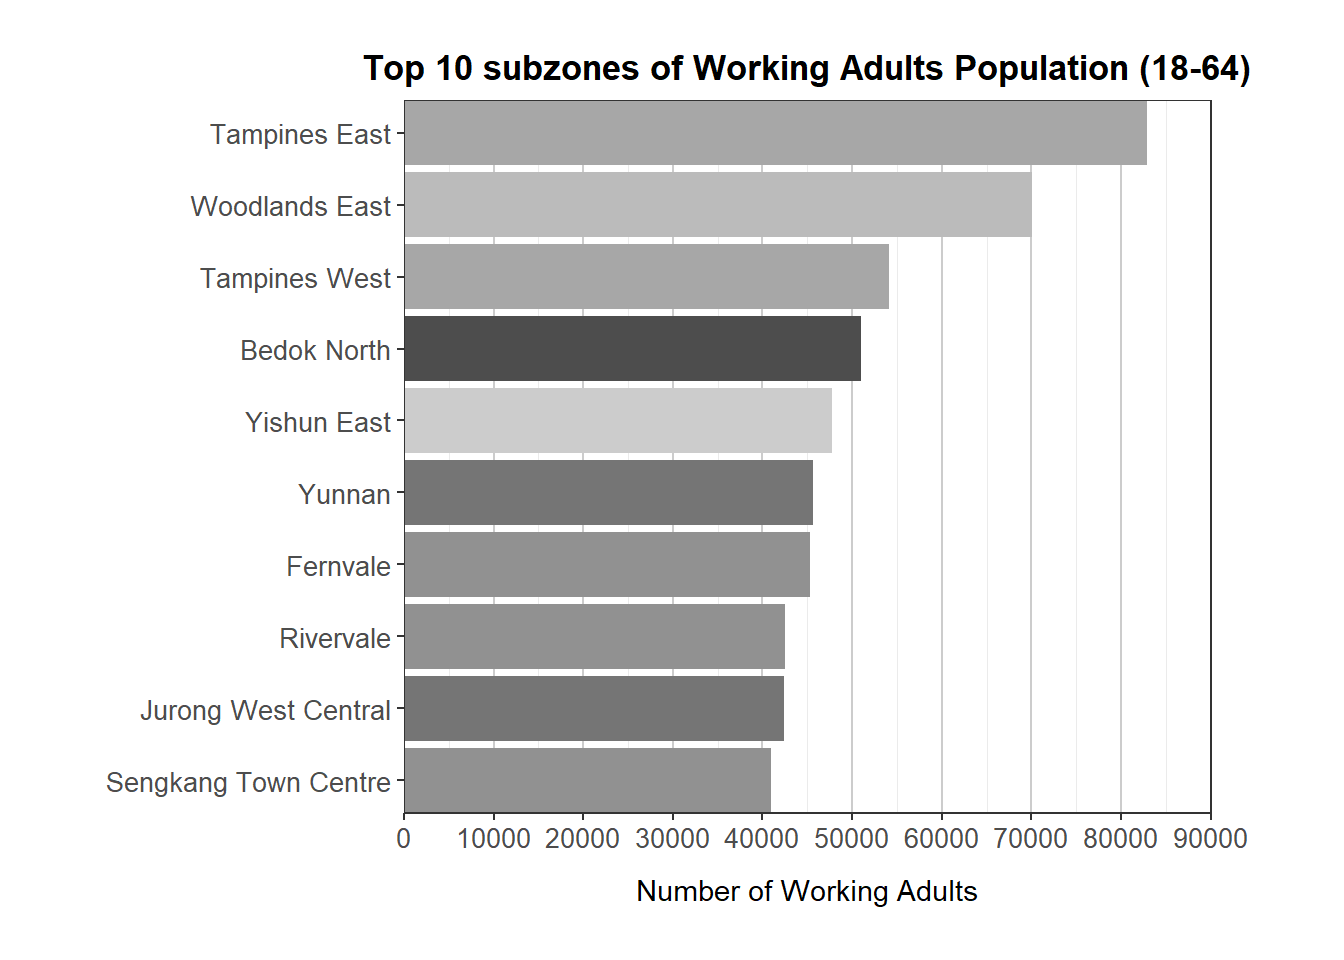 Top 10 subzones of Working Adults Population (18-64)
Tampines East
Woodlands East
Tampines West
Bedok North
Yishun East
Yunnan
Fernvale
Rivervale
Jurong West Central
Sengkang Town Centre
0 10000 20000 30000 40000 50000 60000 70000 80000 90000
Number of Working Adults